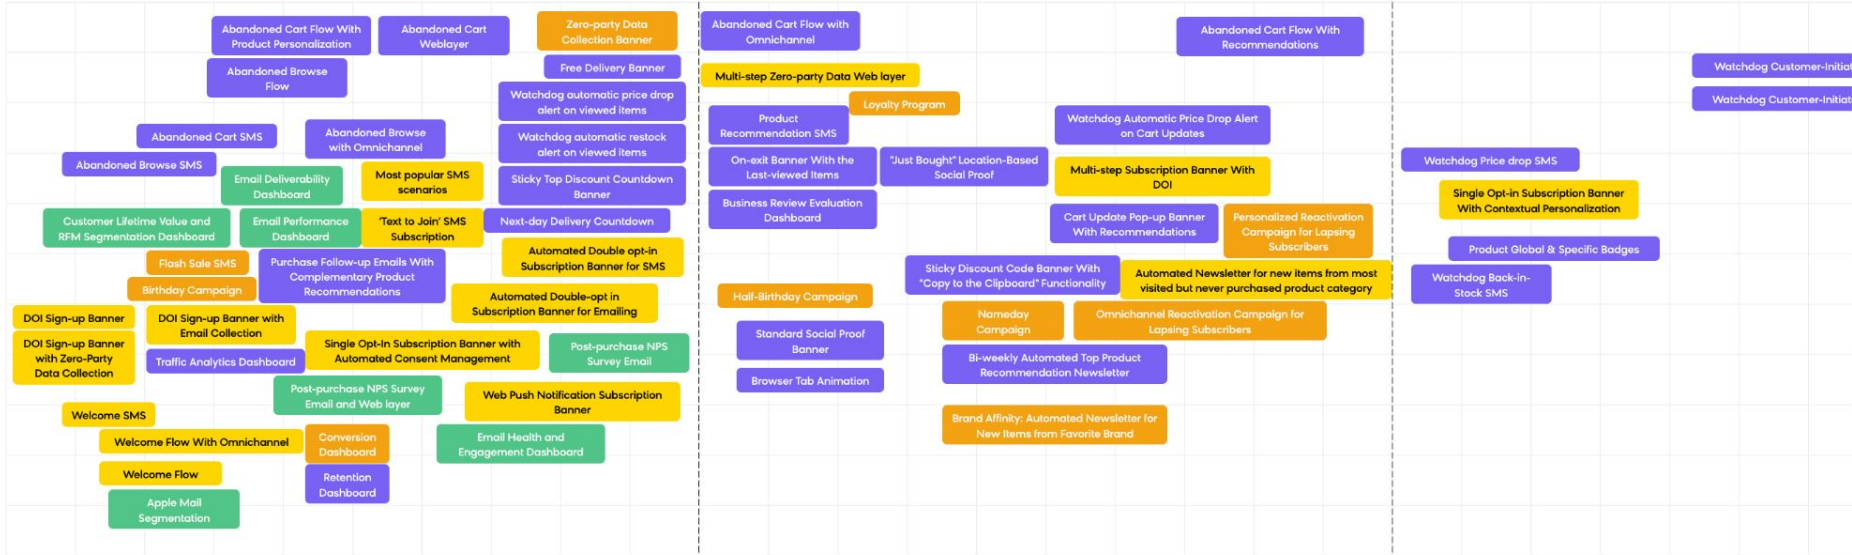 Abandoned Cart Flow With
Product Personalization
Abandoned Cart
Weblayer
Zero-party Data
Collection Banner
Free Delivery Banner
Abandoned Browse
Flow
Watchdog automatic price drop
alert on viewed items
Abandoned Cart SMS
Abandoned Browse
with Omnichannel
Watchdog automatic restock
alert on viewed items
Abandoned Browse SMS
Email Deliverability
Dashboard
Most popular SMS
scenarios
Sticky Top Discount Countdown
Banner
Customer Lifetime Value and
RFM Segmentation Dashboard
Email Performance
Dashboard
'Text to Join' SMS
Subscription
Next-day Delivery Countdown
Flash Sale SMS
Purchase Follow-up Emails With
Complementary Product
Recommendations
Automated Double opt-in
Subscription Banner for SMS
Birthday Campaign
Automated Double-opt in
Subscription Banner for Emailing
DOI Sign-up Banner
DOI Sign-up Banner with
Email Collection
DOI Sign-up Banner
with Zero-Party
Data Collection
Traffic Analytics Dashboard
Single Opt-In Subscription Banner with
Automated Consent Management
Post-purchase NPS
Survey Email
Post-purchase NPS Survey
Email and Web layer
Web Push Notification Subscription
Banner
Welcome SMS
Welcome Flow With Omnichannel
Conversion
Dashboard
Email Health and
Engagement Dashboard
Welcome Flow
Retention
Dashboard
Apple Mail
Segmentation
Abandoned Cart Flow with
Omnichannel
Abandoned Cart Flow With
Recommendations
Multi-step Zero-party Data Web layer
Loyalty Program
Product
Recommendation SMS
Watchdog Automatic Price Drop Alert
on Cart Updates
On-exit Banner With the
Last-viewed Items
"Just Bought" Location-Based
Social Proof
Multi-step Subscription Banner With
DOI
Business Review Evaluation
Dashboard
Cart Update Pop-up Banner
With Recommendations
Personalized Reactivation
Campaign for Lapsing
Subscribers
Sticky Discount Code Banner With
"Copy to the Clipboard" Functionality
Automated Newsletter for new items from most
visited but never purchased product category
Half-Birthday Campaign
Nameday
Campaign
Omnichannel Reactivation Campaign for
Lapsing Subscribers
Standard Social Proof
Banner
Bi-weekly Automated Top Product
Recommendation Newsletter
Browser Tab Animation
Brand Affinity: Automated Newsletter for
New Items from Favorite Brand
Watchdog Customer-Initiat
Watchdog Customer-Initiate
Watchdog Price drop SMS
Single Opt-in Subscription Banner
With Contextual Personalization
Product Global & Specific Badges
Watchdog Back-in-
Stock SMS